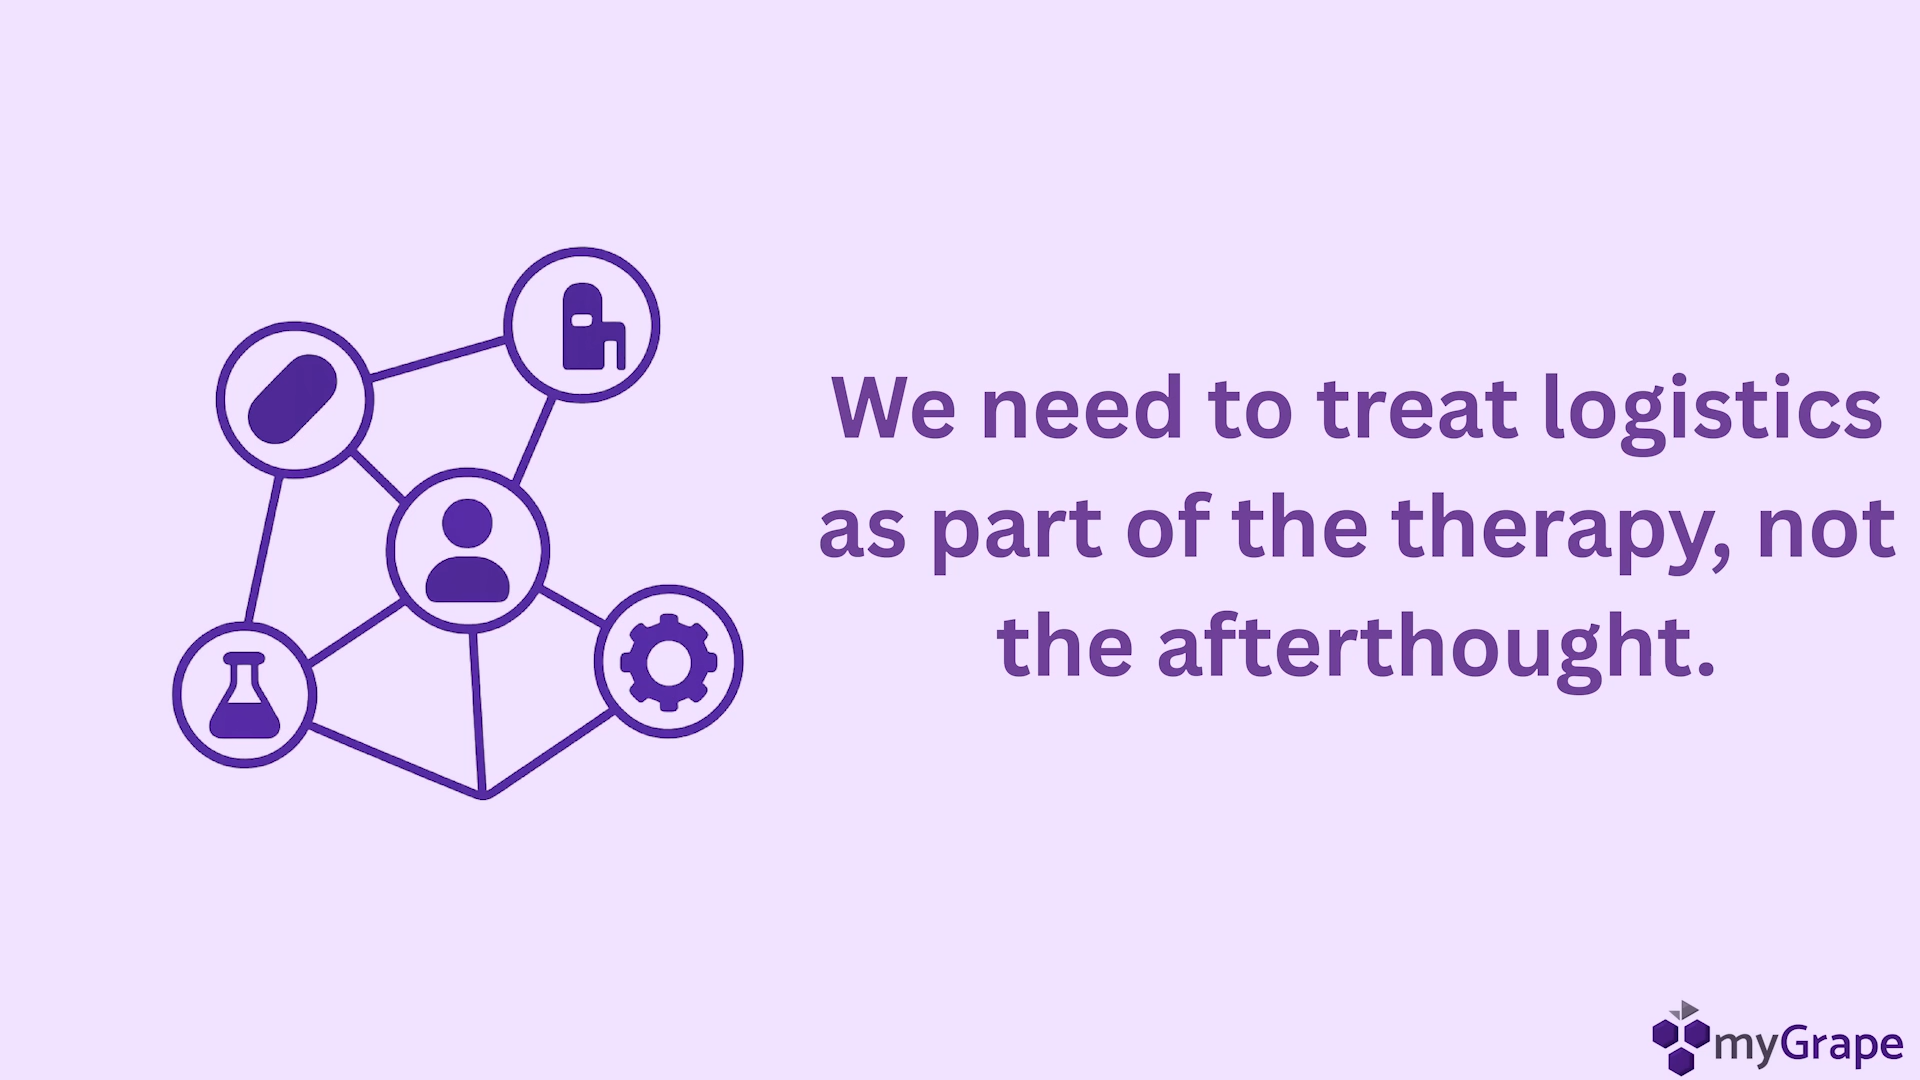 We need to treat logistics
as part of the therapy, not
the afterthought.
myGrape